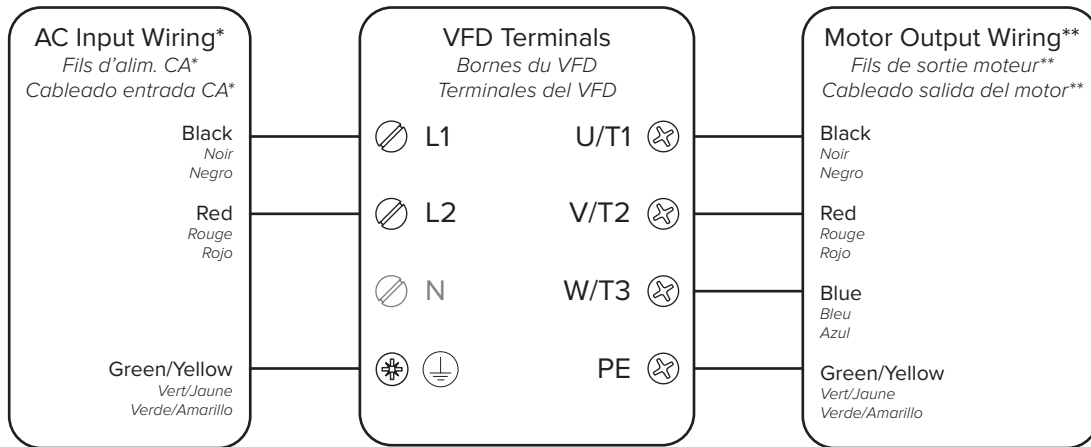 AC Input Wiring*
Fils d'alim. CA*
Cableado entrada CA*
Black
Noir
Negro
Red
Rouge
Rojo
Green/Yellow
Vert/Jaune
Verde/Amarillo
VFD Terminals
Bornes du VFD
Terminales del VFD
L1 U/T1
L2 V/T2
N W/T3
PE
Motor Output Wiring**
Fils de sortie moteur**
Cableado salida del motor**
Black
Noir
Negro
Red
Rouge
Rojo
Blue
Bleu
Azul
Green/Yellow
Vert/Jaune
Verde/Amarillo